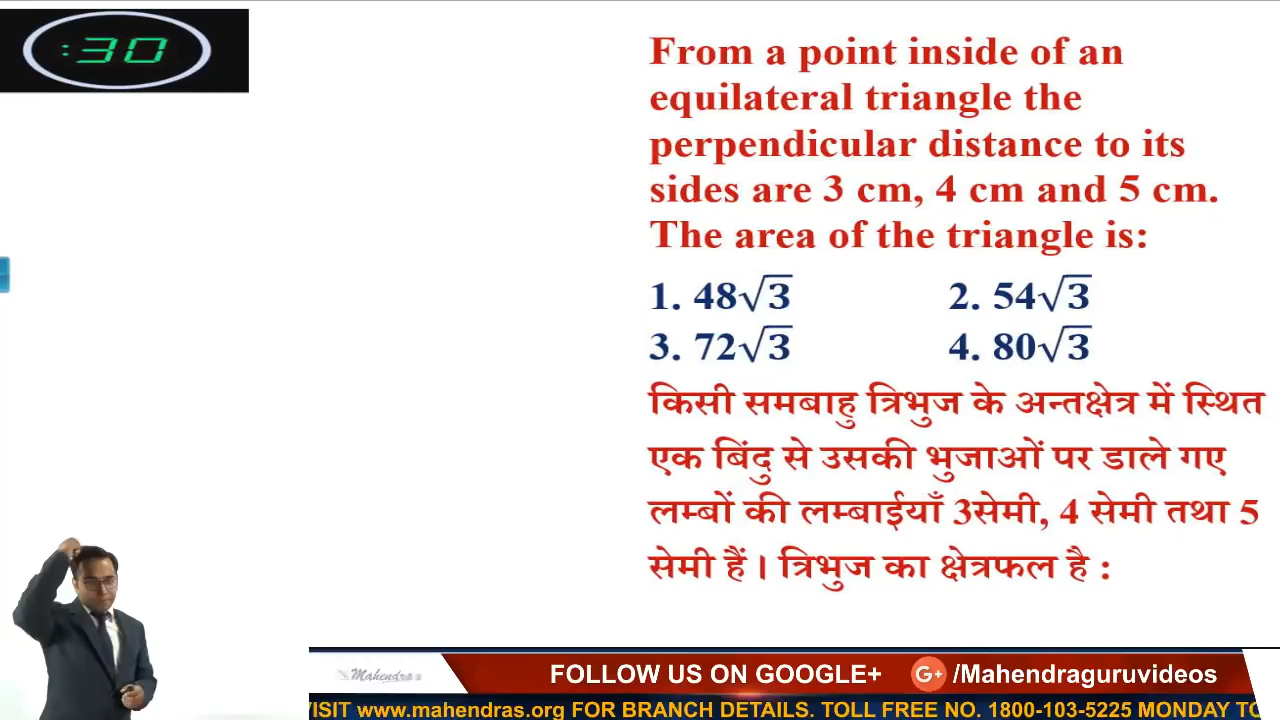 :30
From a point inside of an
equilateral triangle the
perpendicular distance to its
sides are 3 cm, 4 cm and 5 cm.
The area of the triangle is:
1. 48√3 2. 54√3
3. 72√3 4. 80√3
किसी समबाहु त्रिभुज के अन्तक्षेत्र में स्थित
एक बिंदु से उसकी भुजाओं पर डाले गए
लम्बों की लम्बाईयाँ 3सेमी, 4 सेमी तथा 5
सेमी हैं। त्रिभुज का क्षेत्रफल है :
Mahendras
FOLLOW US ON GOOGLE+ G+ /Mahendraguruvideos
VISIT www.mahendras.org FOR BRANCH DETAILS. TOLL FREE NO. 1800-103-5225 MONDAY TO